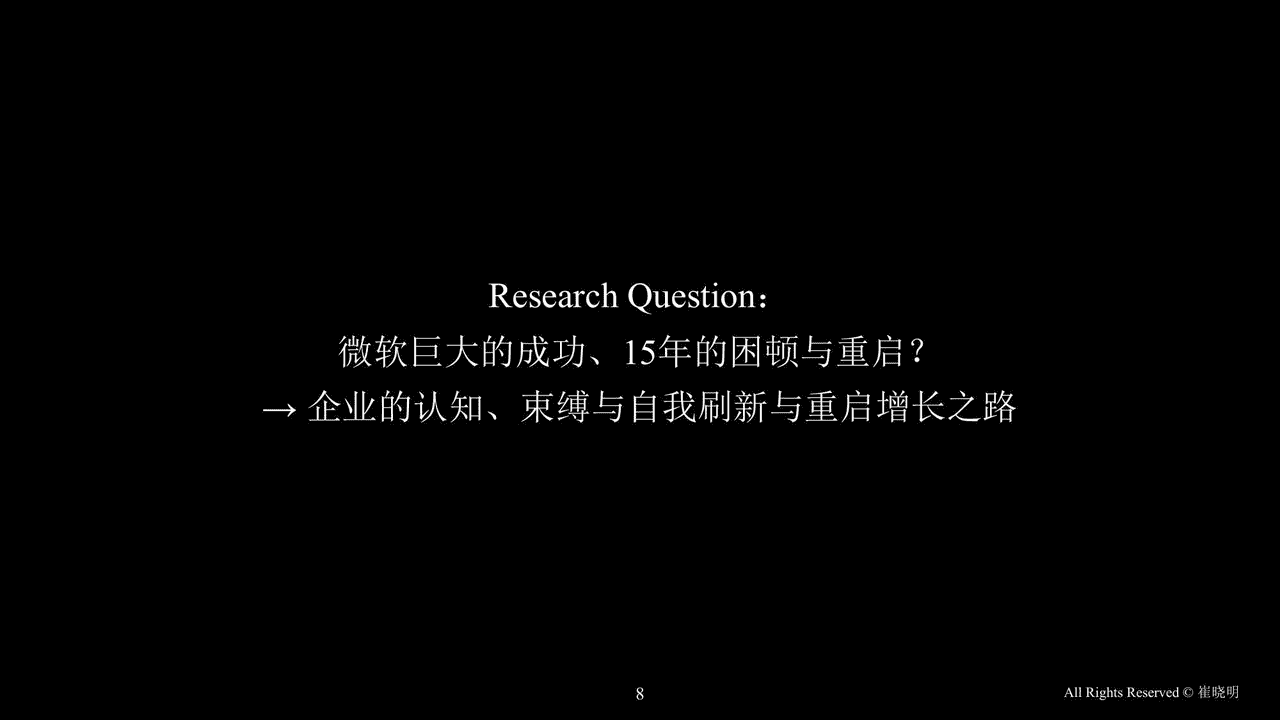 Research Question：
微软巨大的成功、15年的困顿与重启？
→ 企业的认知、束缚与自我刷新与重启增长之路
8
All Rights Reserved © 崔晓明